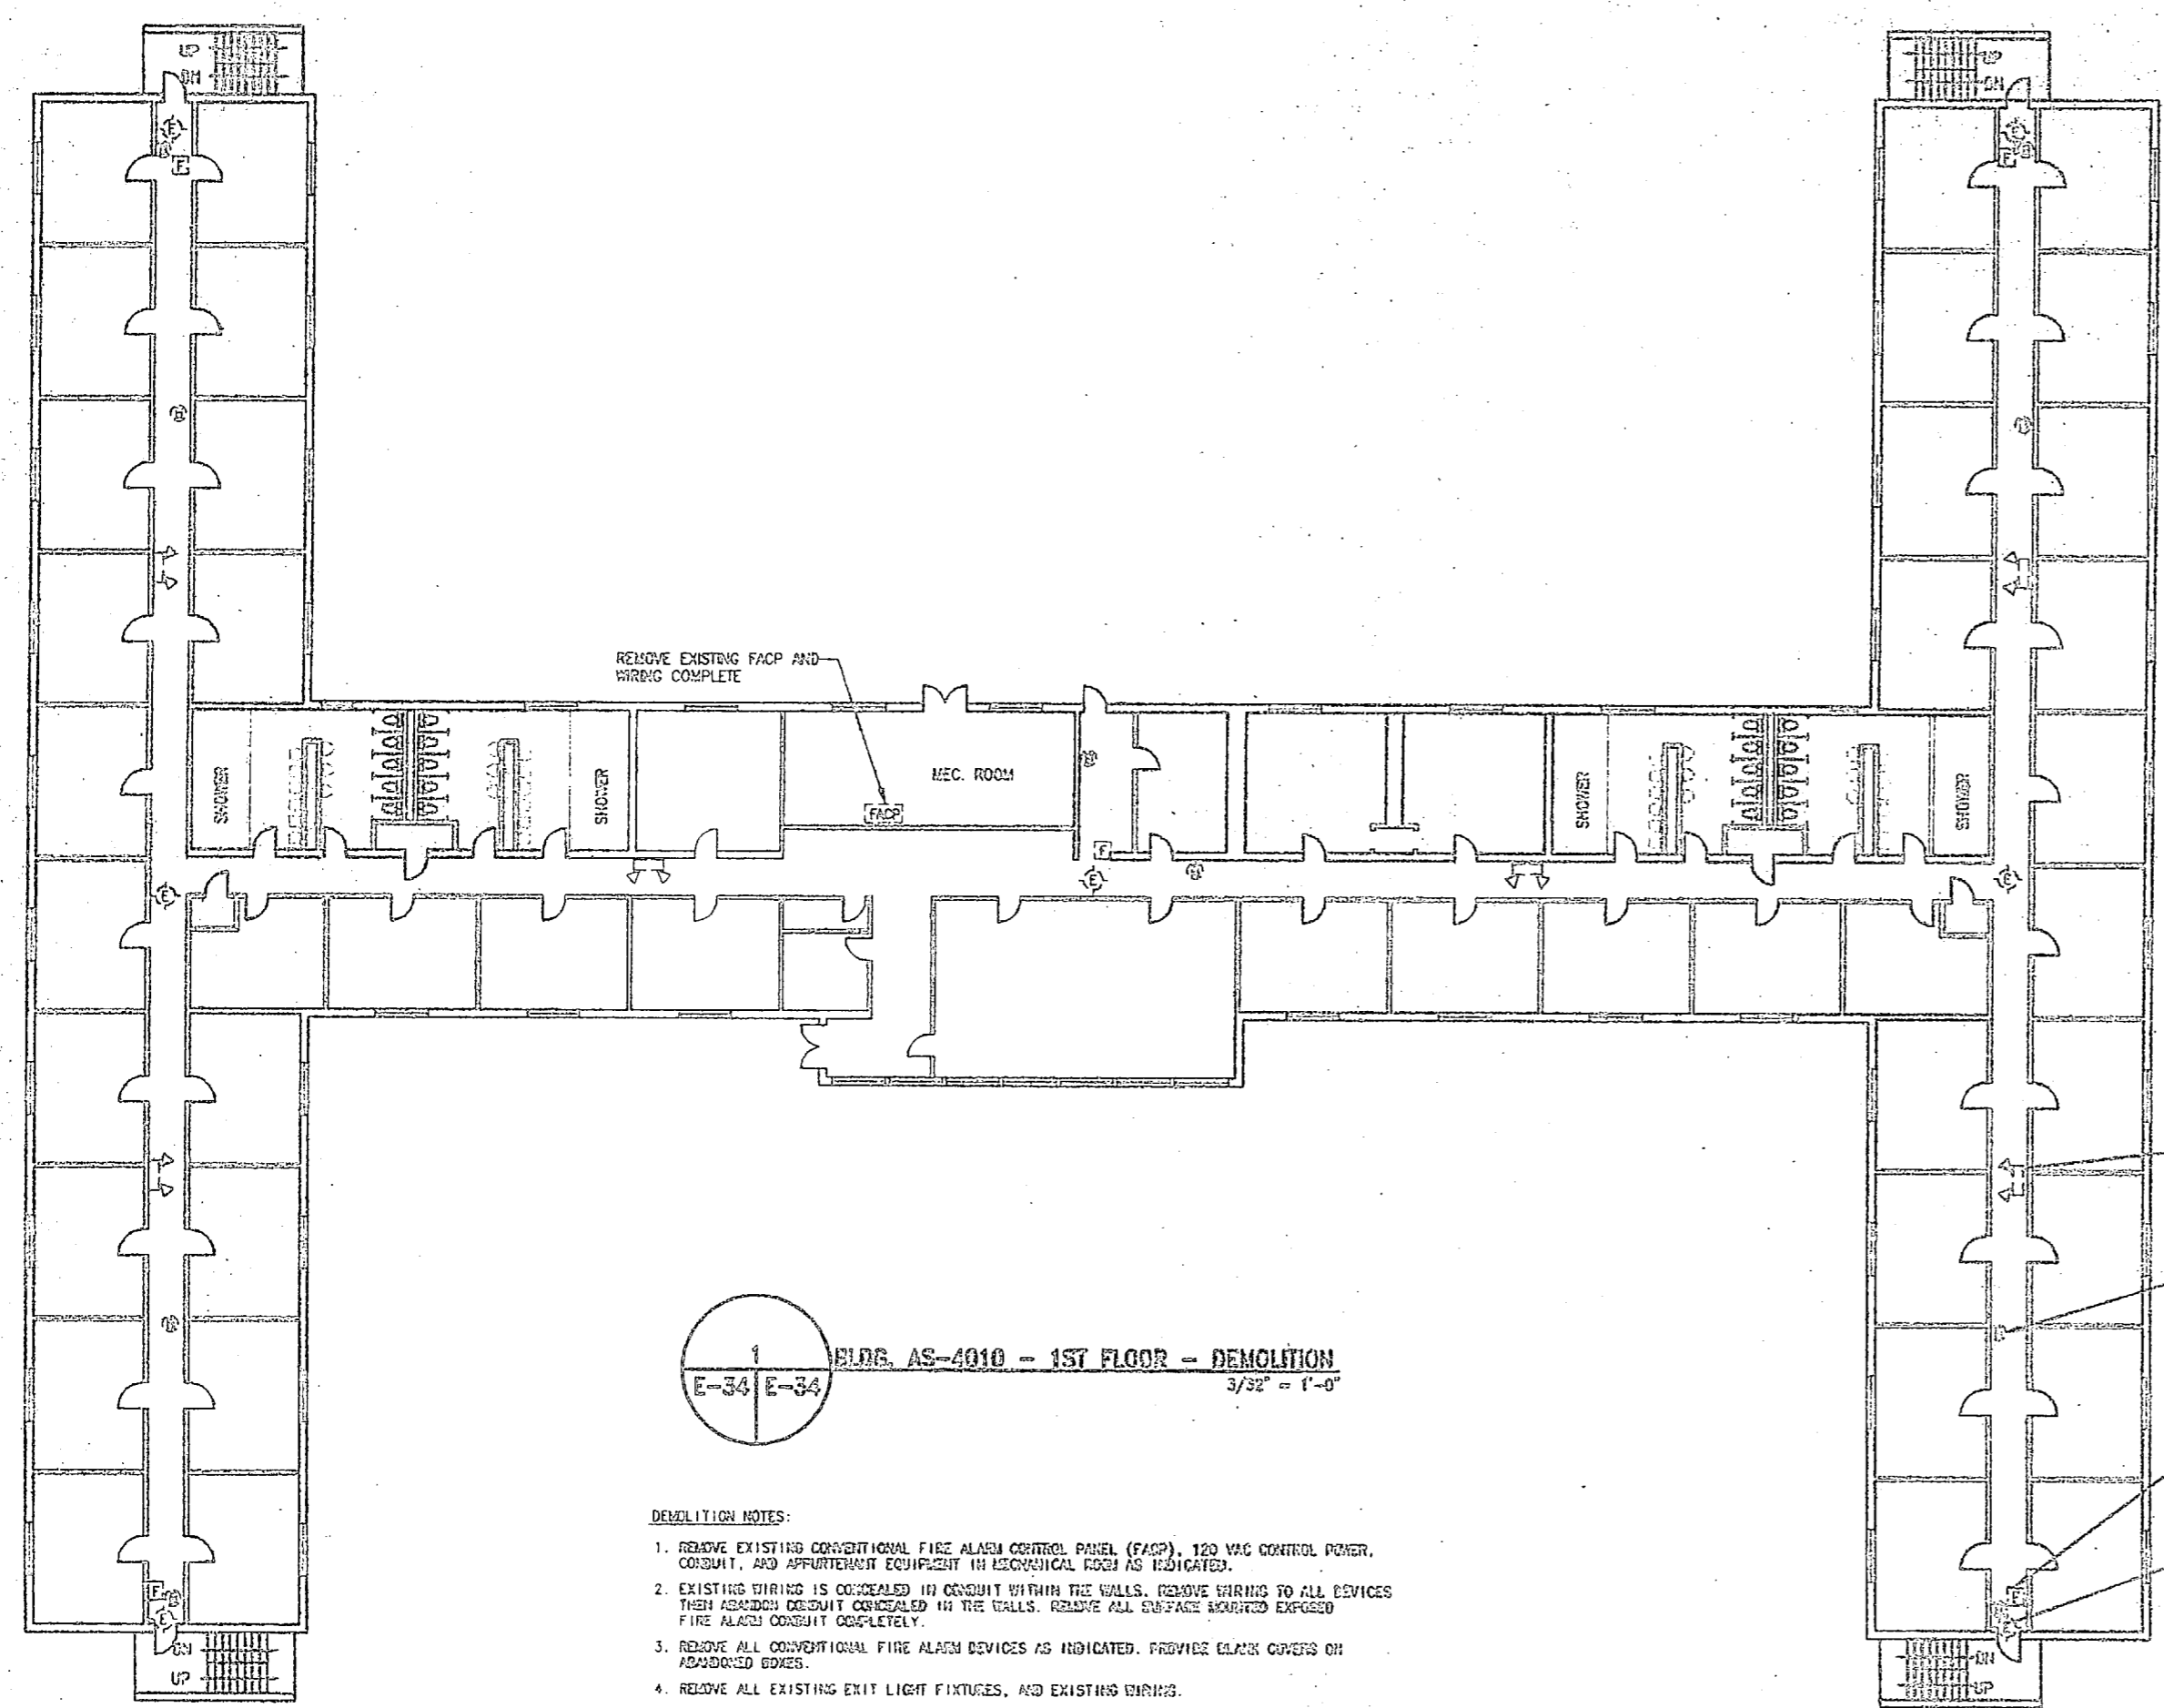 UP
DN
UP
DN
E
E
F
F
REMOVE EXISTING FACP AND
WIRING COMPLETE
SHOWER
SHOWER
MEC. ROOM
FACP
SHOWER
SHOWER
F
E
E
E
1
E-34 E-34
BLDG. AS-4010 - 1ST FLOOR - DEMOLITION
3/32" = 1'-0"
DEMOLITION NOTES:
1. REMOVE EXISTING CONVENTIONAL FIRE ALARM CONTROL PANEL (FACP), 120 VAC CONTROL POWER,
CONDUIT, AND APPURTENANT EQUIPMENT IN MECHANICAL ROOM AS INDICATED.
2. EXISTING WIRING IS CONCEALED IN CONDUIT WITHIN THE WALLS. REMOVE WIRING TO ALL DEVICES
THEN ABANDON CONDUIT CONCEALED IN THE WALLS. REMOVE ALL SURFACE MOUNTED EXPOSED
FIRE ALARM CONDUIT COMPLETELY.
3. REMOVE ALL CONVENTIONAL FIRE ALARM DEVICES AS INDICATED. PROVIDE BLANK COVERS ON
ABANDONED BOXES.
4. REMOVE ALL EXISTING EXIT LIGHT FIXTURES, AND EXISTING WIRING.
F
E
F
E
DN
UP
DN
UP